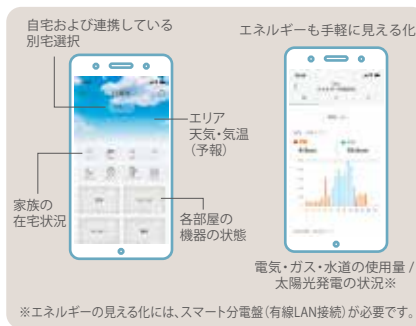 自宅および連携している
別宅選択
エネルギーも手軽に見える化
エリア
天気・気温
（予報）
家族の
在宅状況
各部屋の
機器の状態
電気・ガス・水道の使用量 /
太陽光発電の状況※
※エネルギーの見える化には、スマート分電盤（有線LAN接続）が必要です。